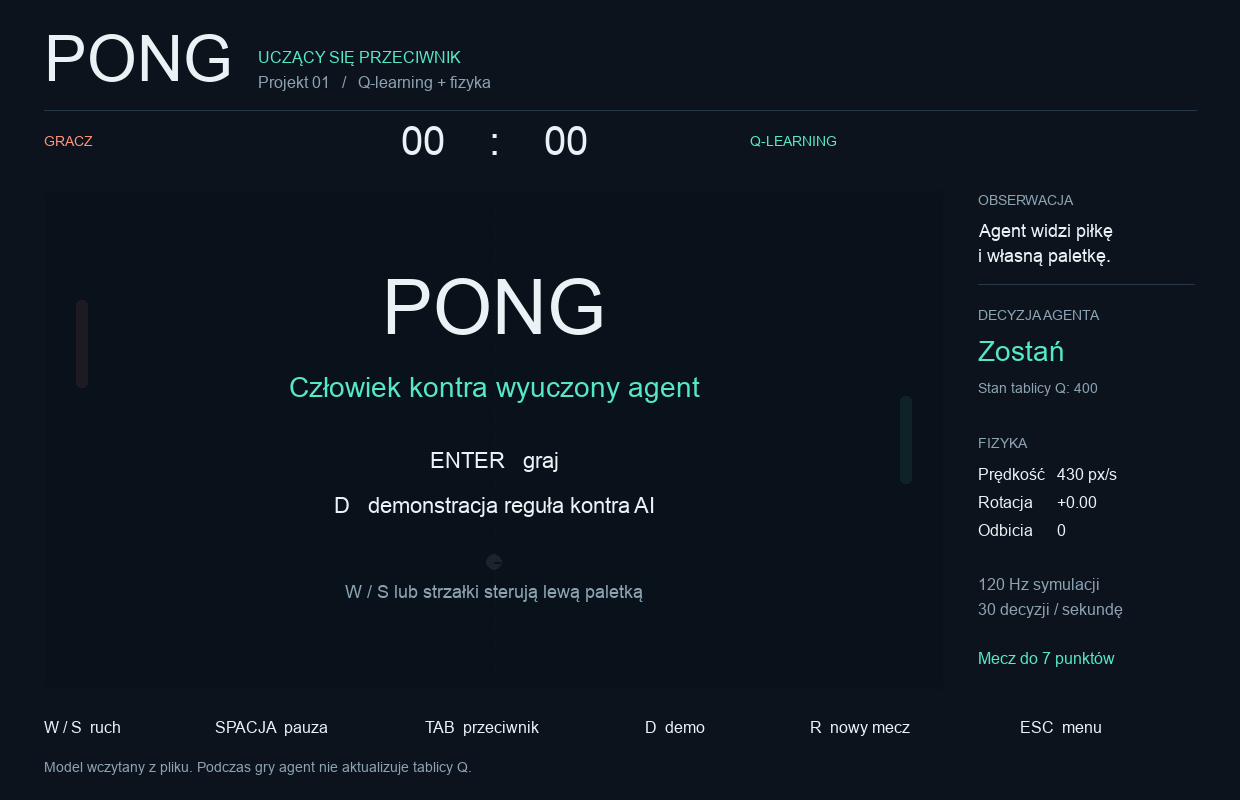 PONG
UCZĄCY SIĘ PRZECIWNIK
Projekt 01 / Q-learning + fizyka
GRACZ 00 : 00 Q-LEARNING
PONG
Człowiek kontra wyuczony agent
ENTER graj
D demonstracja reguła kontra AI
W / S lub strzałki sterują lewą paletką
OBSERWACJA
Agent widzi piłkę
i własną paletkę.
DECYZJA AGENTA
Zostań
Stan tablicy Q: 400
FIZYKA
Prędkość 430 px/s
Rotacja +0.00
Odbicia 0
120 Hz symulacji
30 decyzji / sekundę
Mecz do 7 punktów
W / S ruch SPACJA pauza TAB przeciwnik D demo R nowy mecz ESC menu
Model wczytany z pliku. Podczas gry agent nie aktualizuje tablicy Q.